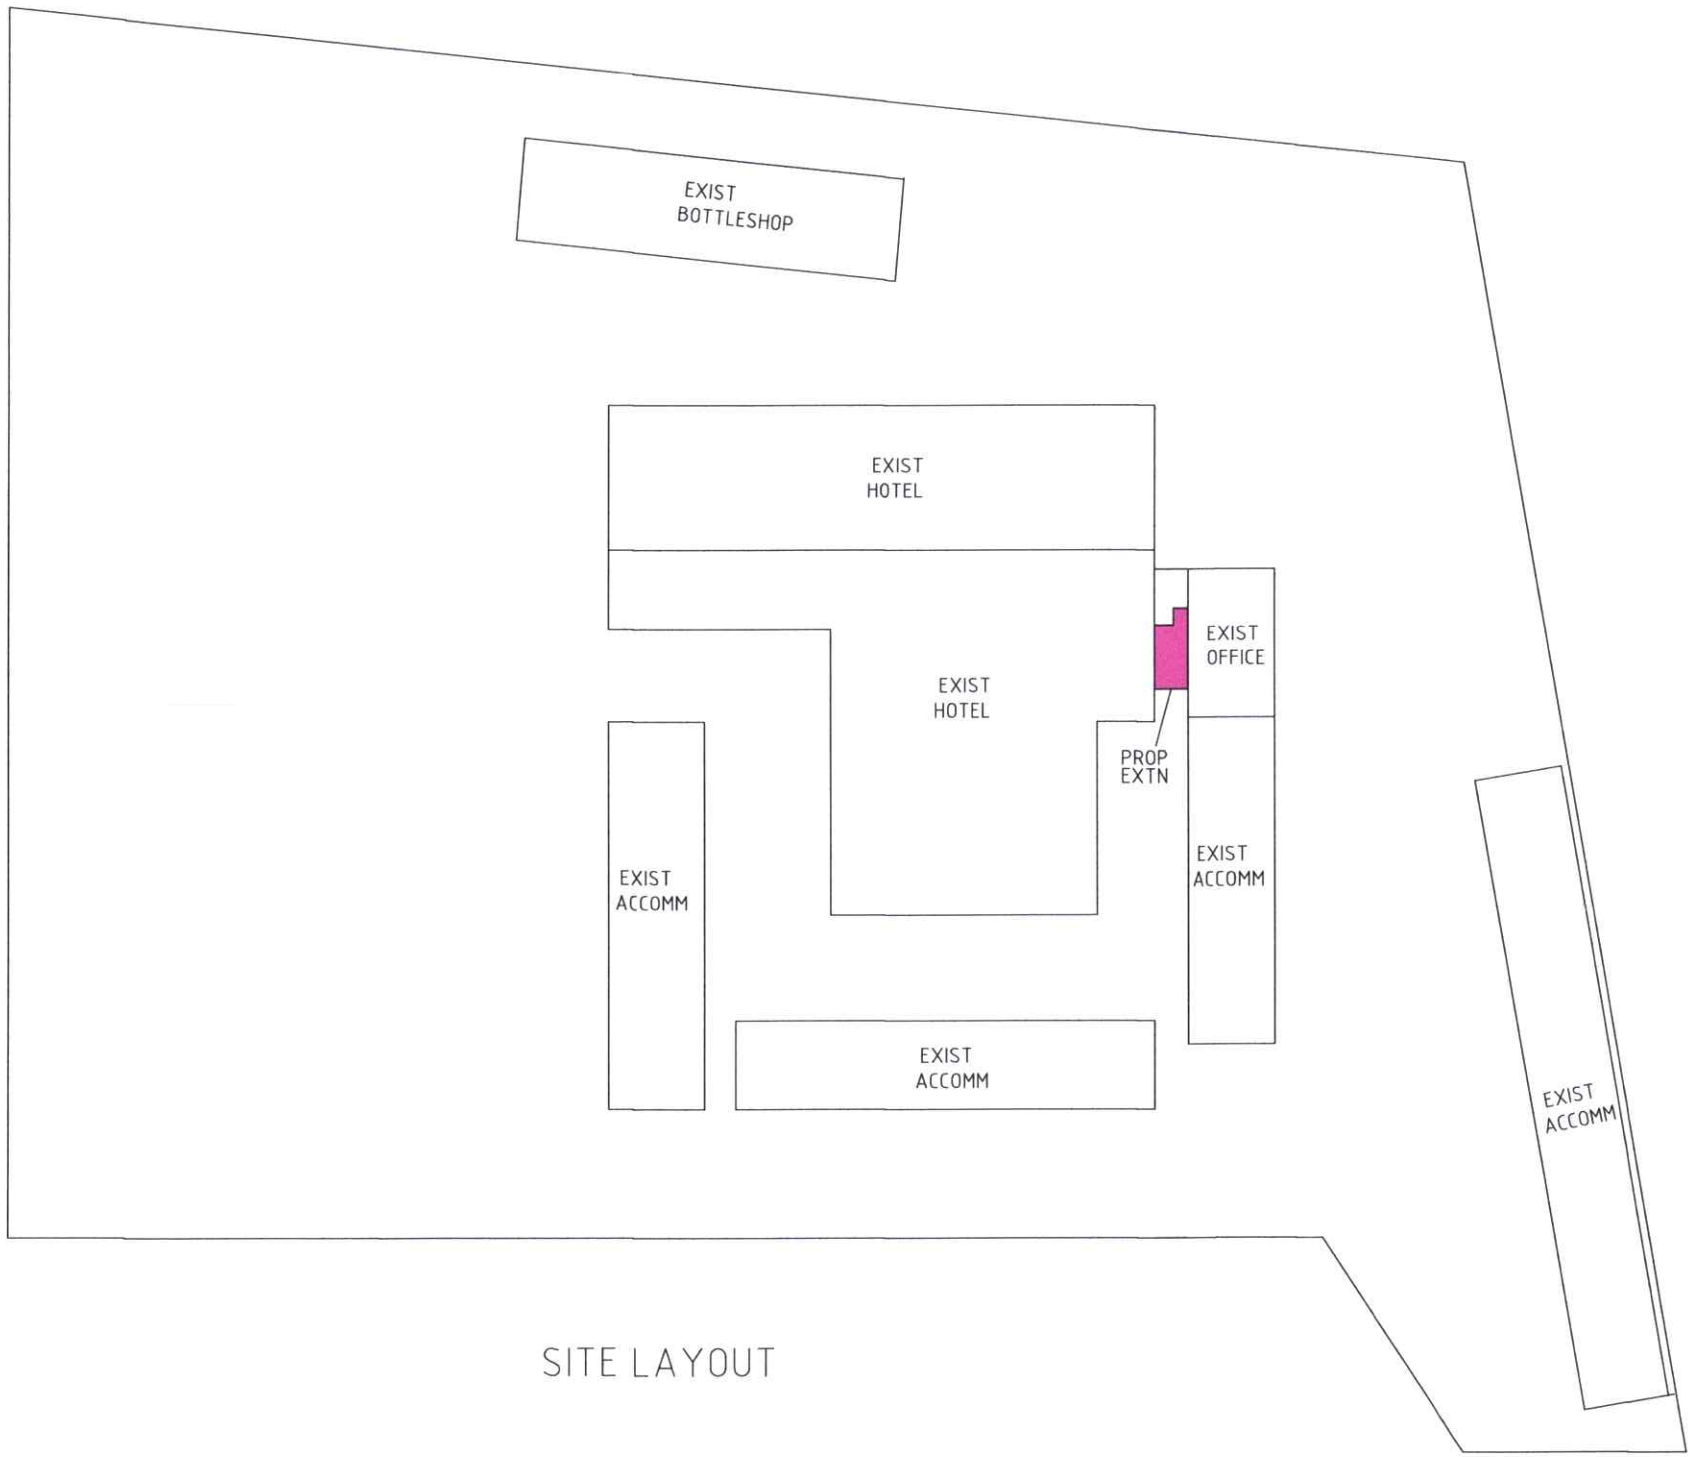 EXIST
BOTTLESHOP
EXIST
HOTEL
EXIST
OFFICE
EXIST
HOTEL
PROP
EXTN
EXIST
ACCOMM
EXIST
ACCOMM
EXIST
ACCOMM
EXIST
ACCOMM
SITE LAYOUT